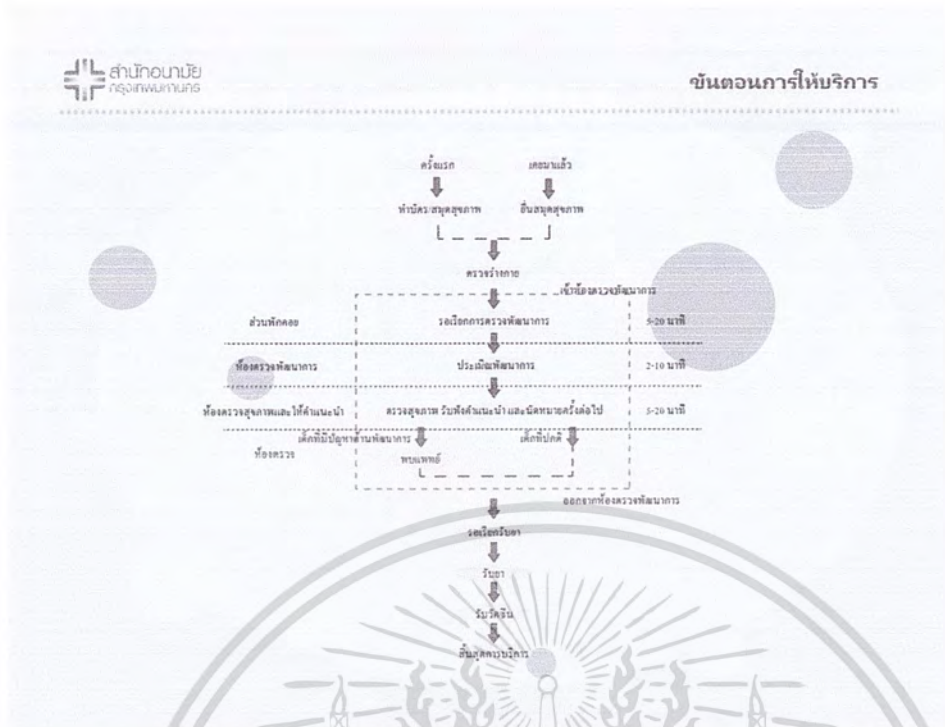 สำนักอนามัย
กรุงเทพมหานคร
ขั้นตอนการให้บริการ
ครั้งแรก เคยมาแล้ว
ทำบัตร/สมุดสุขภาพ ยื่นสมุดสุขภาพ
ตรวจร่างกาย
เข้าห้องตรวจพัฒนาการ
ส่วนพักคอย รอเรียกการตรวจพัฒนาการ 5-20 นาที
ห้องตรวจพัฒนาการ ประเมินพัฒนาการ 2-10 นาที
ห้องตรวจสุขภาพและให้คำแนะนำ ตรวจสุขภาพ รับฟังคำแนะนำ และนัดหมายครั้งต่อไป 5-20 นาที
เด็กที่มีปัญหาด้านพัฒนาการ เด็กที่ปกติ
ห้องตรวจ พบแพทย์
ออกจากห้องตรวจพัฒนาการ
รอเรียกรับยา
รับยา
รับวัคซีน
สิ้นสุดการบริการ